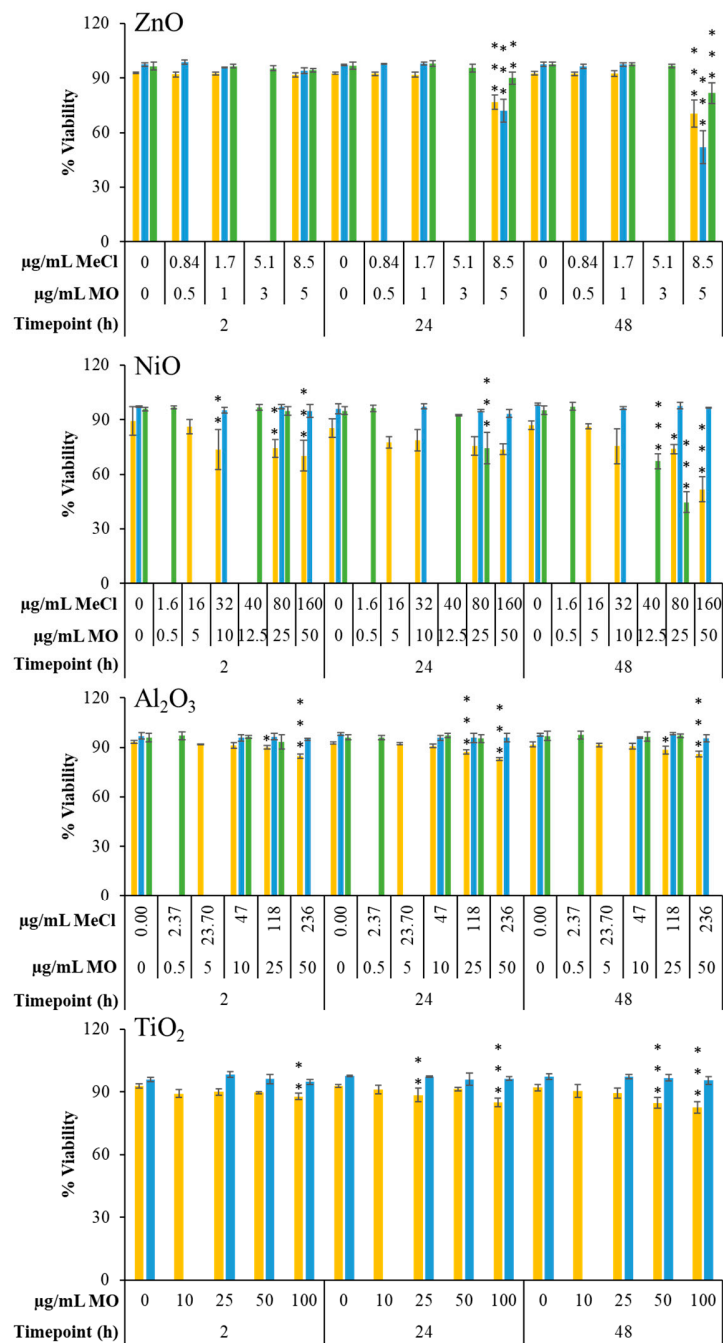 ZnO
120
90
60
30
0
% Viability
* * * * * * * *
* * * * * * * *
µg/mL MeCl 0 0.84 1.7 5.1 8.5 0 0.84 1.7 5.1 8.5 0 0.84 1.7 5.1 8.5
µg/mL MO 0 0.5 1 3 5 0 0.5 1 3 5 0 0.5 1 3 5
Timepoint (h) 2 24 48
NiO
120
90
60
30
0
% Viability
* * * * * * *
* * *
* * * * * * * * * *
µg/mL MeCl 0 1.6 16 32 40 80 160 0 1.6 16 32 40 80 160 0 1.6 16 32 40 80 160
µg/mL MO 0 0.5 5 10 12.5 25 50 0 0.5 5 10 12.5 25 50 0 0.5 5 10 12.5 25 50
Timepoint (h) 2 24 48
Al₂O₃
120
90
60
30
0
% Viability
* * * *
* * * * * *
* * * *
µg/mL MeCl 0.00 2.37 23.70 47 118 236 0.00 2.37 23.70 47 118 236 0.00 2.37 23.70 47 118 236
µg/mL MO 0 0.5 5 10 25 50 0 0.5 5 10 25 50 0 0.5 5 10 25 50
Timepoint (h) 2 24 48
TiO₂
120
90
60
30
0
% Viability
* *
* * * * *
* * * * * *
µg/mL MO 0 10 25 50 100 0 10 25 50 100 0 10 25 50 100
Timepoint (h) 2 24 48